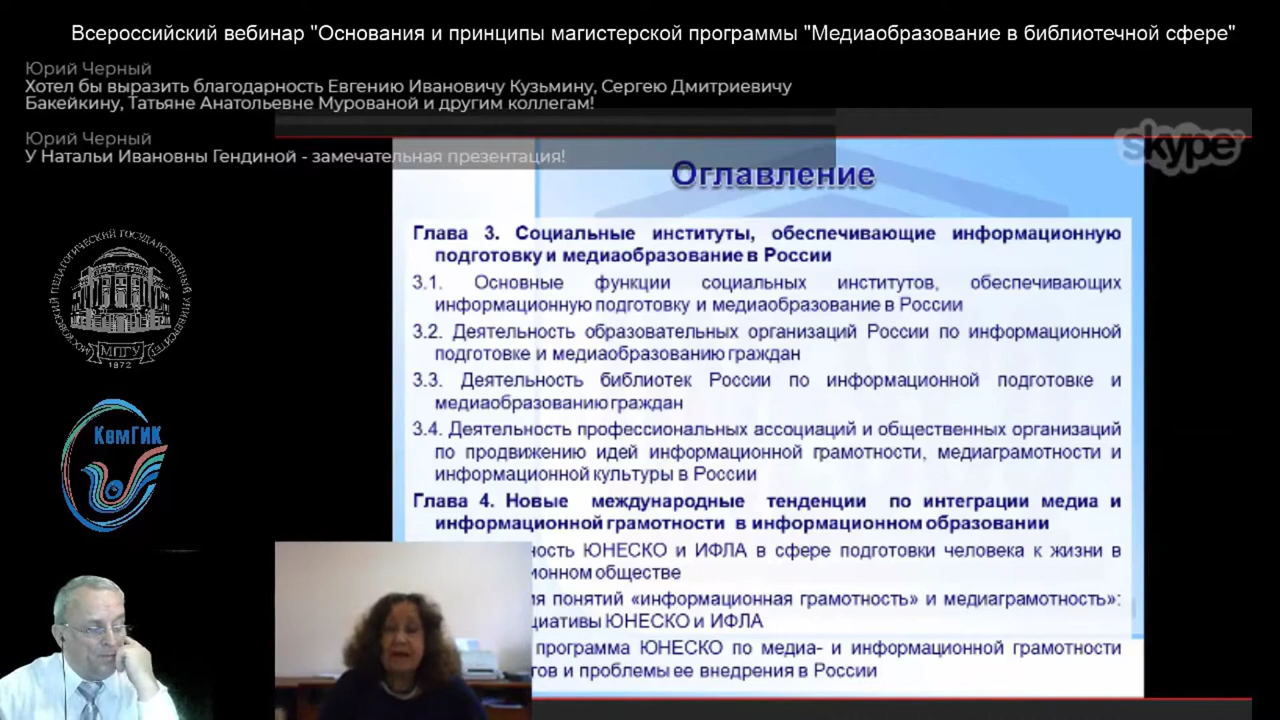 Всероссийский вебинар "Основания и принципы магистерской программы "Медиаобразование в библиотечной сфере"
Юрий Черный
Хотел бы выразить благодарность Евгению Ивановичу Кузьмину, Сергею Дмитриевичу
Бакейкину, Татьяне Анатольевне Мурованой и другим коллегам!
Юрий Черный
У Натальи Ивановны Гендиной - замечательная презентация!
skype
Оглавление
Глава 3. Социальные институты, обеспечивающие информационную
подготовку и медиаобразование в России
3.1. Основные функции социальных институтов, обеспечивающих
информационную подготовку и медиаобразование в России
3.2. Деятельность образовательных организаций России по информационной
подготовке и медиаобразованию граждан
3.3. Деятельность библиотек России по информационной подготовке и
медиаобразованию граждан
3.4. Деятельность профессиональных ассоциаций и общественных организаций
по продвижению идей информационной грамотности, медиаграмотности и
информационной культуры в России
Глава 4. Новые международные тенденции по интеграции медиа и
информационной грамотности в информационном образовании
ность ЮНЕСКО и ИФЛА в сфере подготовки человека к жизни в
ионном обществе
ия понятий «информационная грамотность» и медиаграмотность»:
циативы ЮНЕСКО и ИФЛА
программа ЮНЕСКО по медиа- и информационной грамотности
тов и проблемы ее внедрения в России
МОСКОВСКИЙ ПЕДАГОГИЧЕСКИЙ ГОСУДАРСТВЕННЫЙ УНИВЕРСИТЕТ
МПГУ
1872
КемГИК